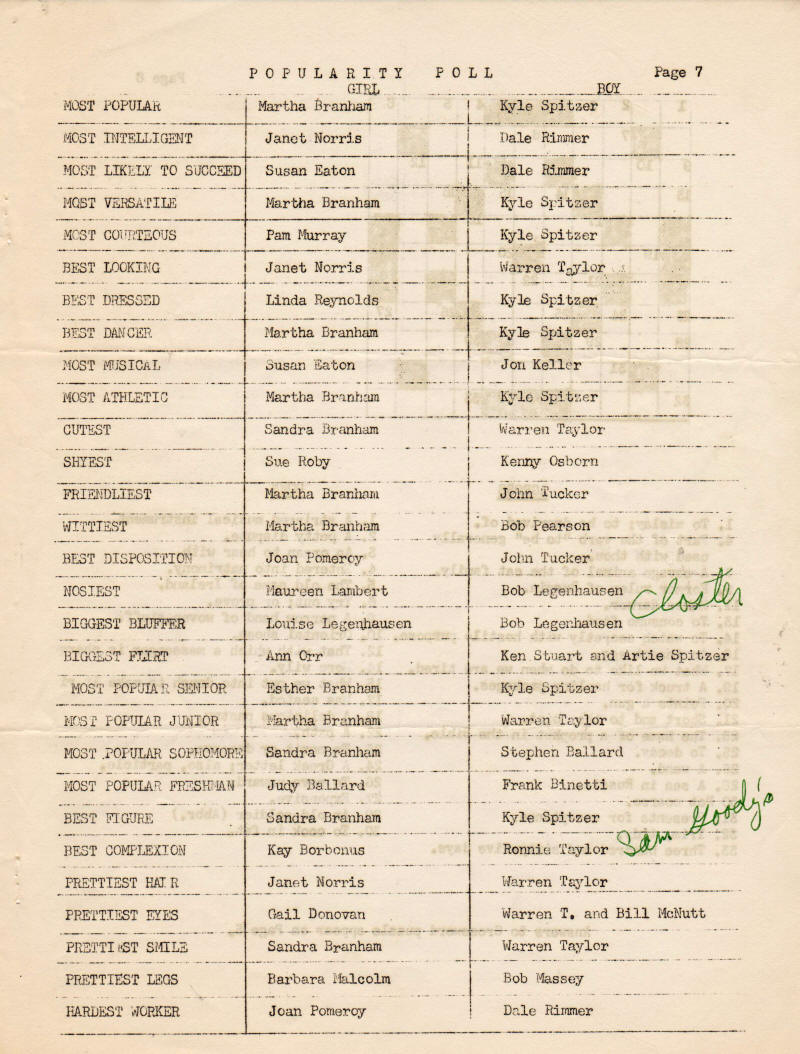 POPULARITY POLL Page 7
GIRL BOY
MOST POPULAR Martha Branham Kyle Spitzer
MOST INTELLIGENT Janet Norris Dale Rimmer
MOST LIKELY TO SUCCEED Susan Eaton Dale Rimmer
MOST VERSATILE Martha Branham Kyle Spitzer
MOST COURTEOUS Pam Murray Kyle Spitzer
BEST LOOKING Janet Norris Warren Taylor
BEST DRESSED Linda Reynolds Kyle Spitzer
BEST DANCER Martha Branham Kyle Spitzer
MOST MUSICAL Susan Eaton Jon Keller
MOST ATHLETIC Martha Branham Kyle Spitzer
CUTEST Sandra Branham Warren Taylor
SHYEST Sue Roby Kenny Osborn
FRIENDLIEST Martha Branham John Tucker
WITTIEST Martha Branham Bob Pearson
BEST DISPOSITION Joan Pomeroy John Tucker
NOSIEST Maureen Lambert Bob Legenhausen Closter
BIGGEST BLUFFER Louise Legenhausen Bob Legenhausen
BIGGEST FLIRT Ann Orr Ken Stuart and Artie Spitzer
MOST POPULAR SENIOR Esther Branham Kyle Spitzer
MOST POPULAR JUNIOR Martha Branham Warren Taylor
MOST POPULAR SOPHOMORE Sandra Branham Stephen Ballard
MOST POPULAR FRESHMAN Judy Ballard Frank Binetti
BEST FIGURE Sandra Branham Kyle Spitzer
BEST COMPLEXION Kay Borbonus Ronnie Taylor Sam Goody's
PRETTIEST HAIR Janet Norris Warren Taylor
PRETTIEST EYES Gail Donovan Warren T. and Bill McNutt
PRETTIEST SMILE Sandra Branham Warren Taylor
PRETTIEST LEGS Barbara Malcolm Bob Massey
HARDEST WORKER Joan Pomeroy Dale Rimmer